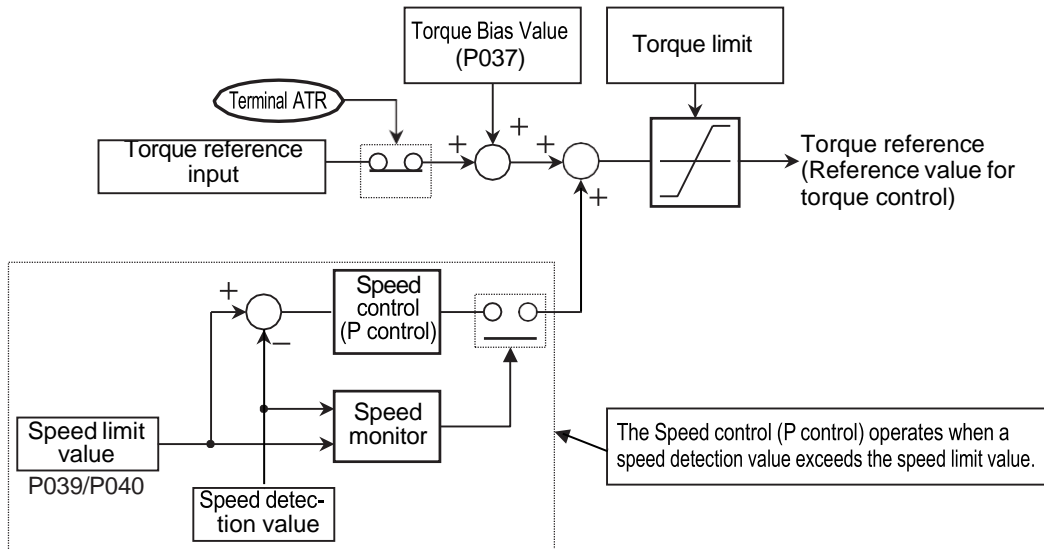 Torque Bias Value
(P037)
Torque limit
Terminal ATR
Torque reference
input
+
+
+
+
Torque reference
(Reference value for
torque control)
+
−
Speed
control
(P control)
Speed
monitor
Speed limit
value
P039/P040
Speed detec-
tion value
The Speed control (P control) operates when a
speed detection value exceeds the speed limit value.